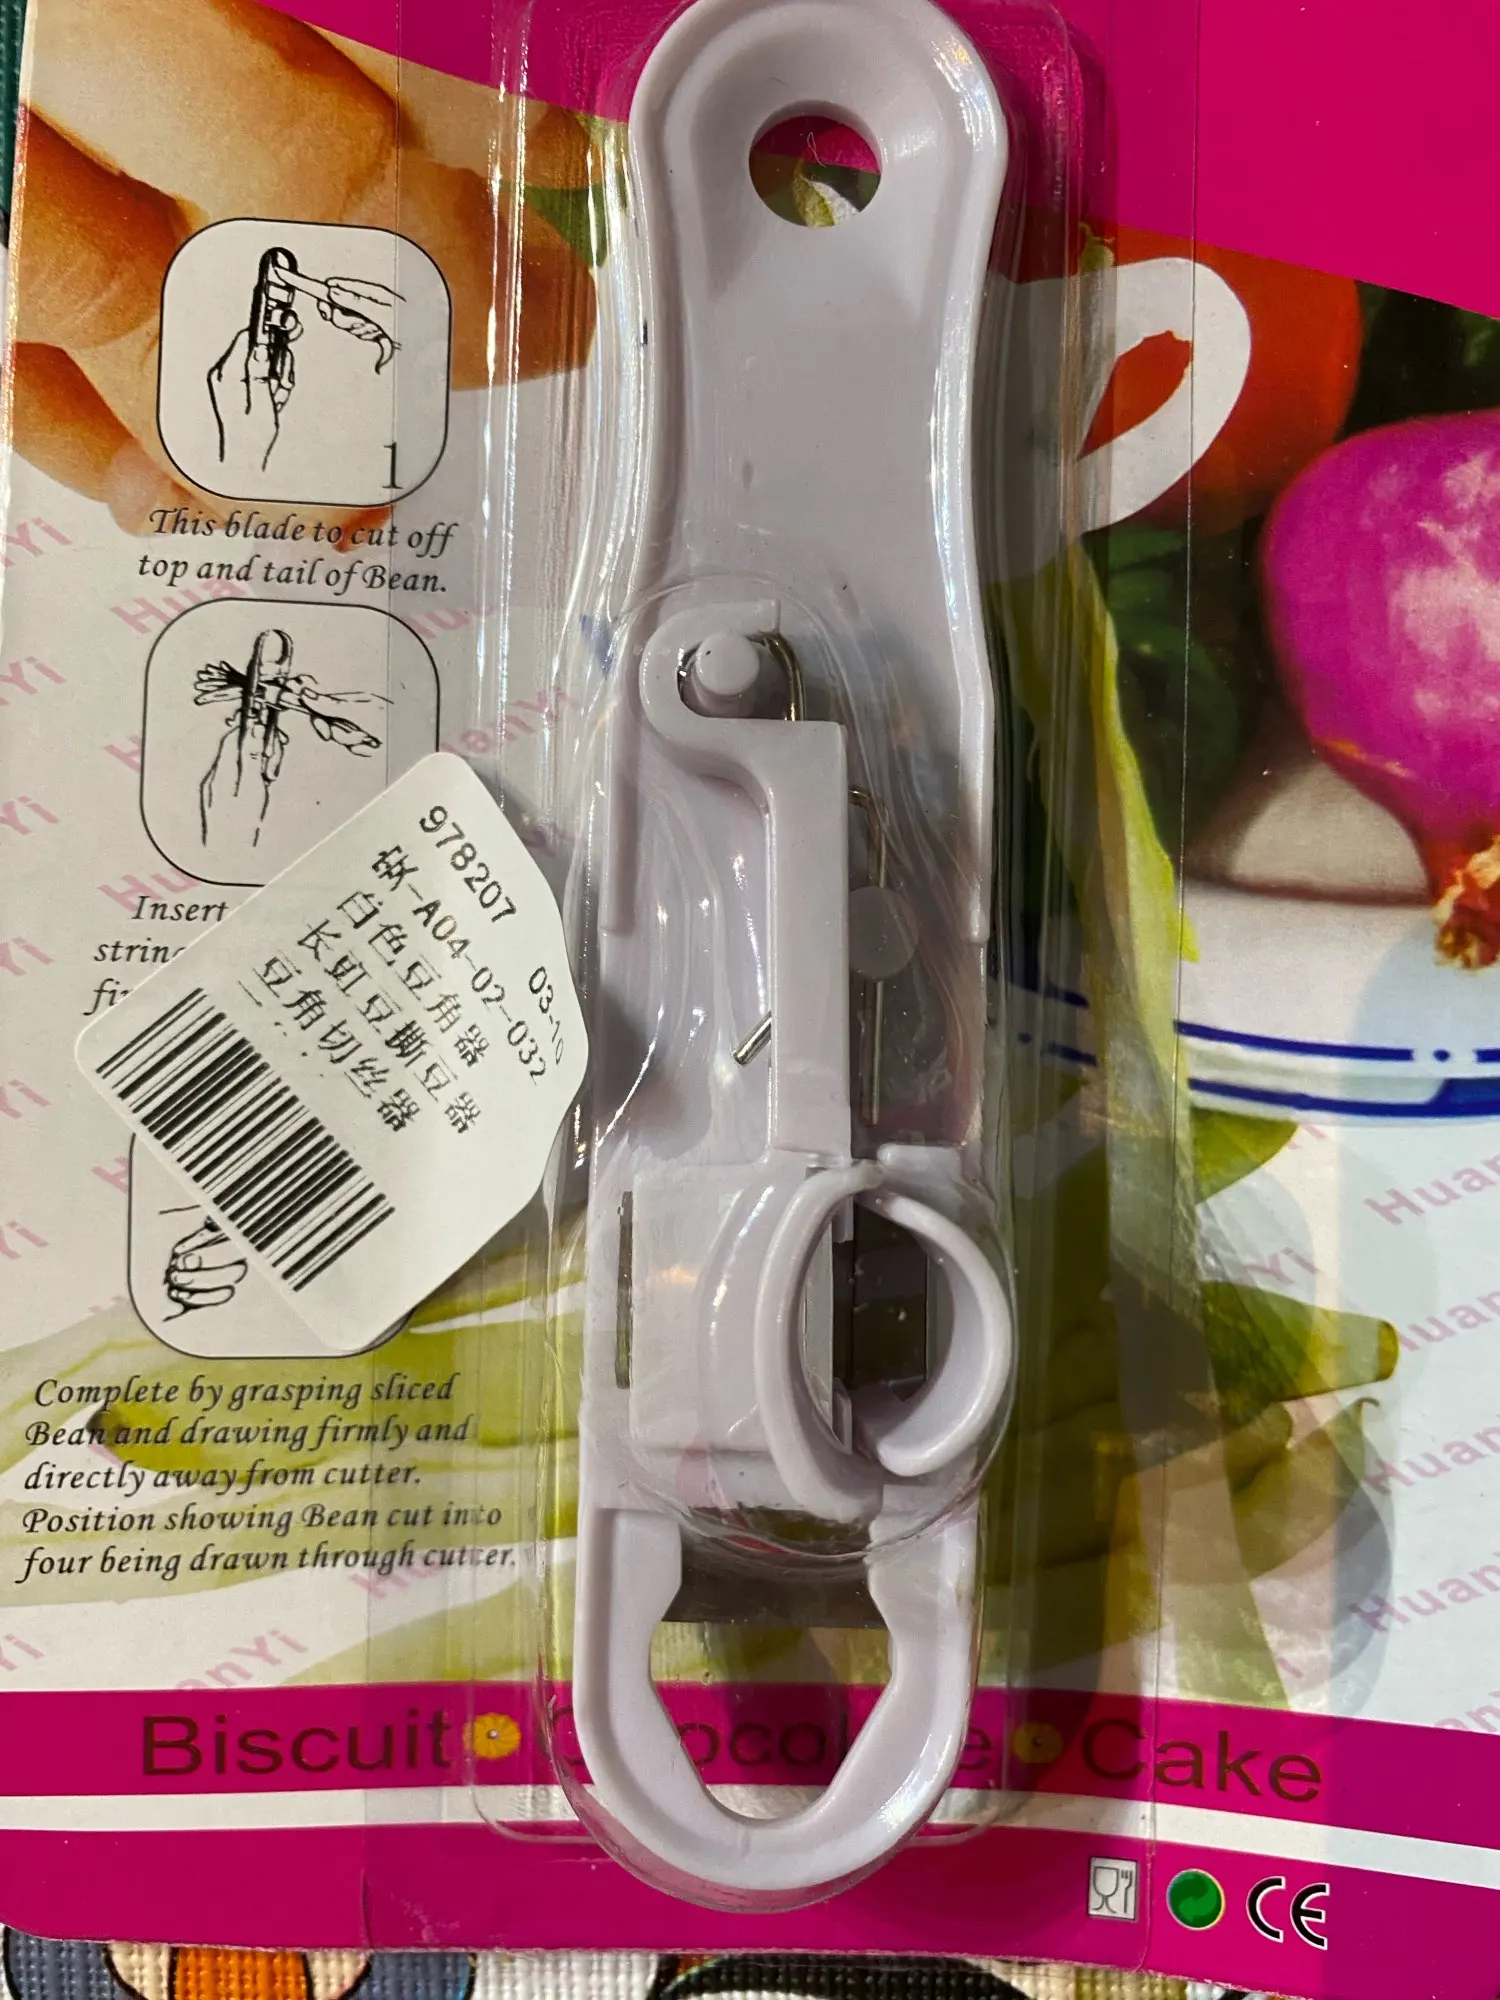 1
This blade to cut off
top and tail of Bean.
Insert
978207
砍-A04-02-032
白色豆角器
长豇豆撕豆器
豆角切丝器
Complete by grasping sliced
Bean and drawing firmly and
directly away from cutter.
Position showing Bean cut into
four being drawn through cutter.
HuanYi
Biscuit Chocolate Cake
CE